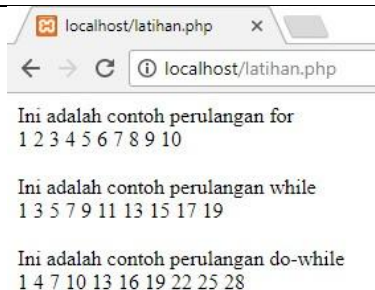 localhost/latihan.php
localhost/latihan.php
Ini adalah contoh perulangan for
1 2 3 4 5 6 7 8 9 10
Ini adalah contoh perulangan while
1 3 5 7 9 11 13 15 17 19
Ini adalah contoh perulangan do-while
1 4 7 10 13 16 19 22 25 28